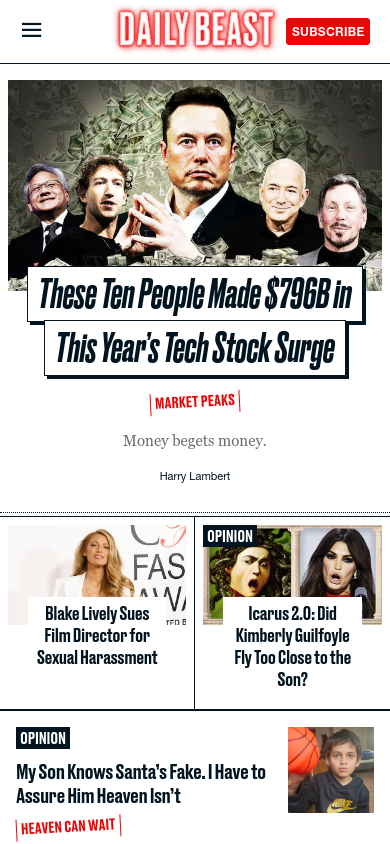 DAILY BEAST
SUBSCRIBE
These Ten People Made $796B in
This Year's Tech Stock Surge
MARKET PEAKS
Money begets money.
Harry Lambert
FAS
Blake Lively Sues
Film Director for
Sexual Harassment
OPINION
Icarus 2.0: Did
Kimberly Guilfoyle
Fly Too Close to the
Son?
OPINION
My Son Knows Santa's Fake. I Have to
Assure Him Heaven Isn't
HEAVEN CAN WAIT